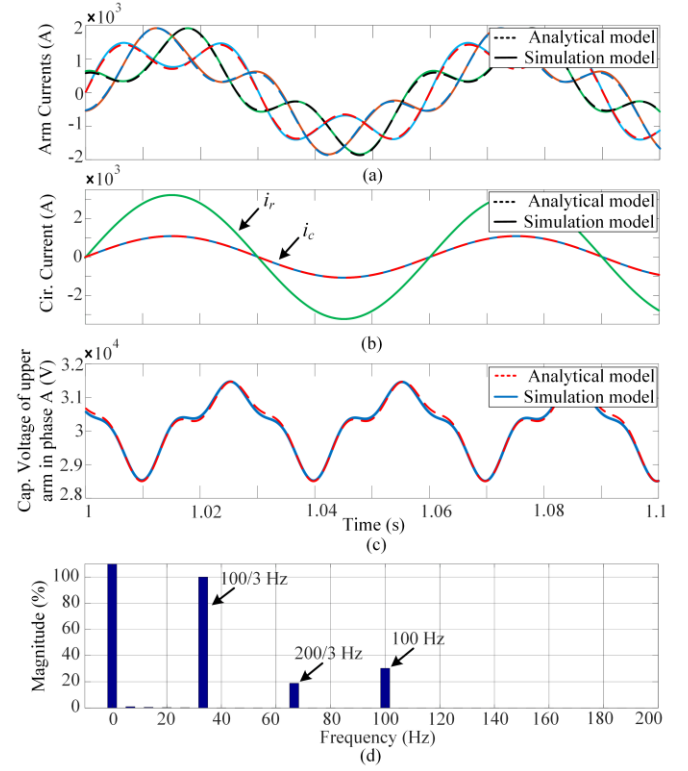 ×10³
Arm Currents (A)
2
1
0
-1
-2
Analytical model
Simulation model
(a)
×10³
Cir. Current (A)
2
0
-2
i_r
i_c
Analytical model
Simulation model
(b)
×10⁴
Cap. Voltage of upper
arm in phase A (V)
3.2
3.1
3
2.9
2.8
Analytical model
Simulation model
1 1.02 1.04 1.06 1.08 1.1
Time (s)
(c)
Magnitude (%)
100
80
60
40
20
0
100/3 Hz
200/3 Hz
100 Hz
0 20 40 60 80 100 120 140 160 180 200
Frequency (Hz)
(d)